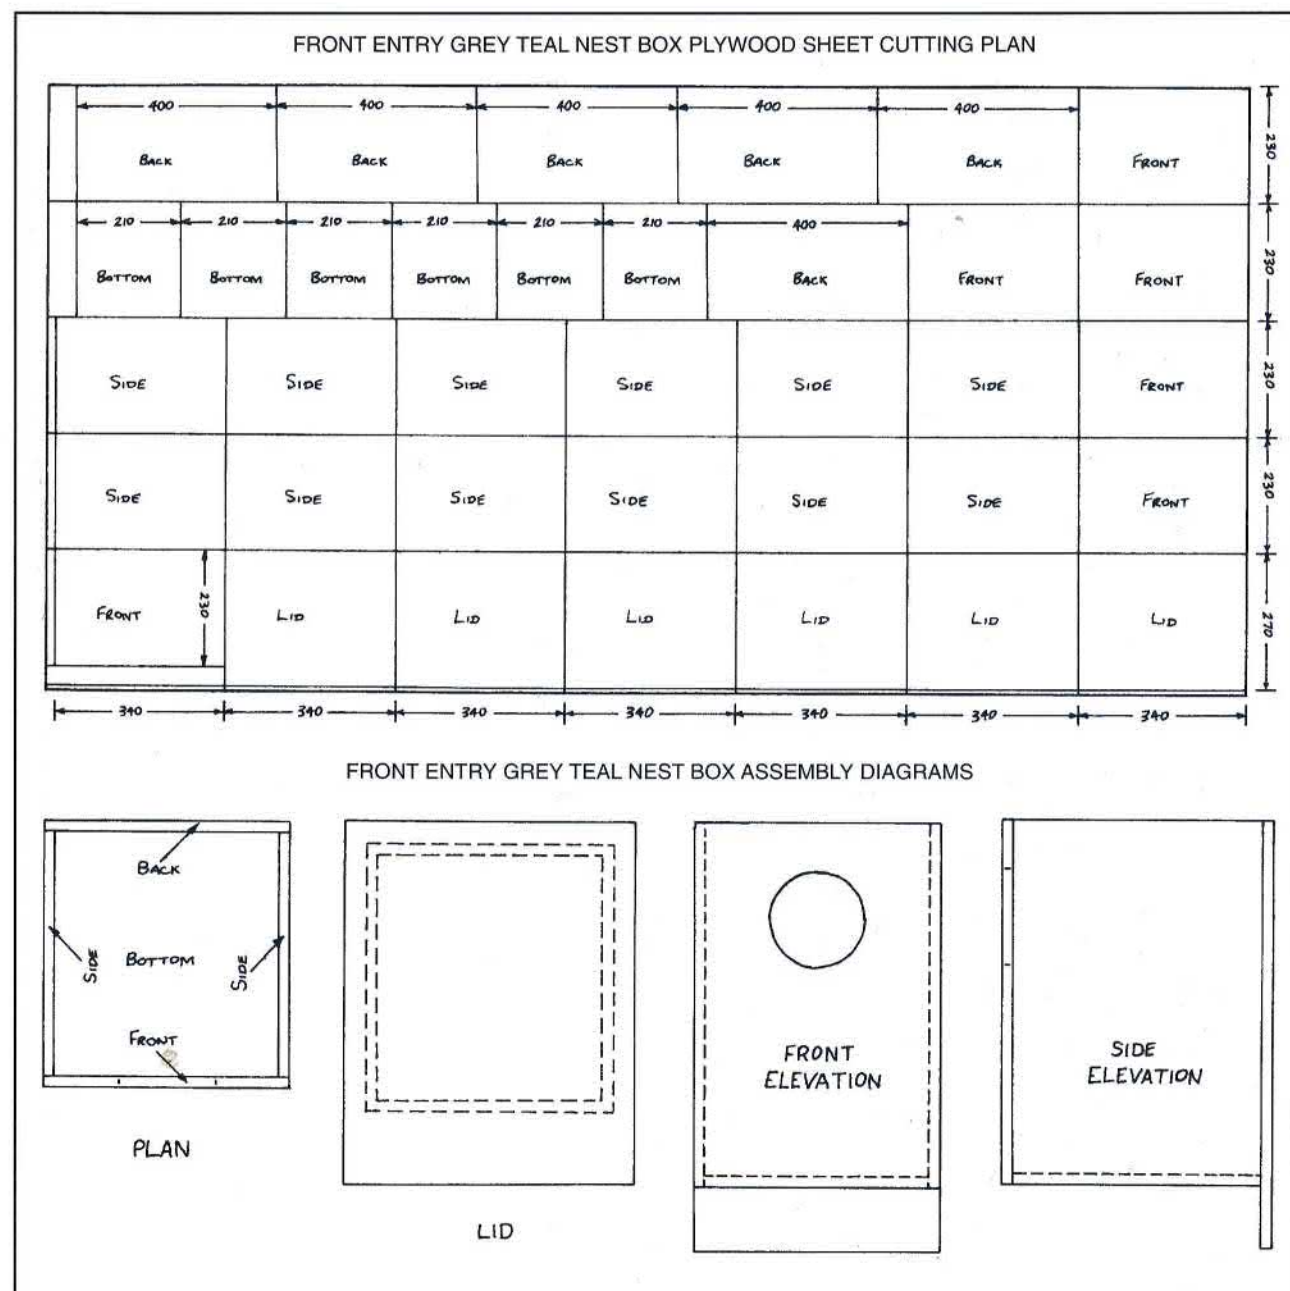 FRONT ENTRY GREY TEAL NEST BOX PLYWOOD SHEET CUTTING PLAN
400 400 400 400 400
BACK BACK BACK BACK BACK FRONT 230
210 210 210 210 210 210 400
BOTTOM BOTTOM BOTTOM BOTTOM BOTTOM BOTTOM BACK FRONT FRONT 230
SIDE SIDE SIDE SIDE SIDE SIDE FRONT 230
SIDE SIDE SIDE SIDE SIDE SIDE FRONT 230
FRONT 230 LID LID LID LID LID LID 270
340 340 340 340 340 340 340
FRONT ENTRY GREY TEAL NEST BOX ASSEMBLY DIAGRAMS
BACK
SIDE BOTTOM SIDE
FRONT
PLAN
LID
FRONT
ELEVATION
SIDE
ELEVATION